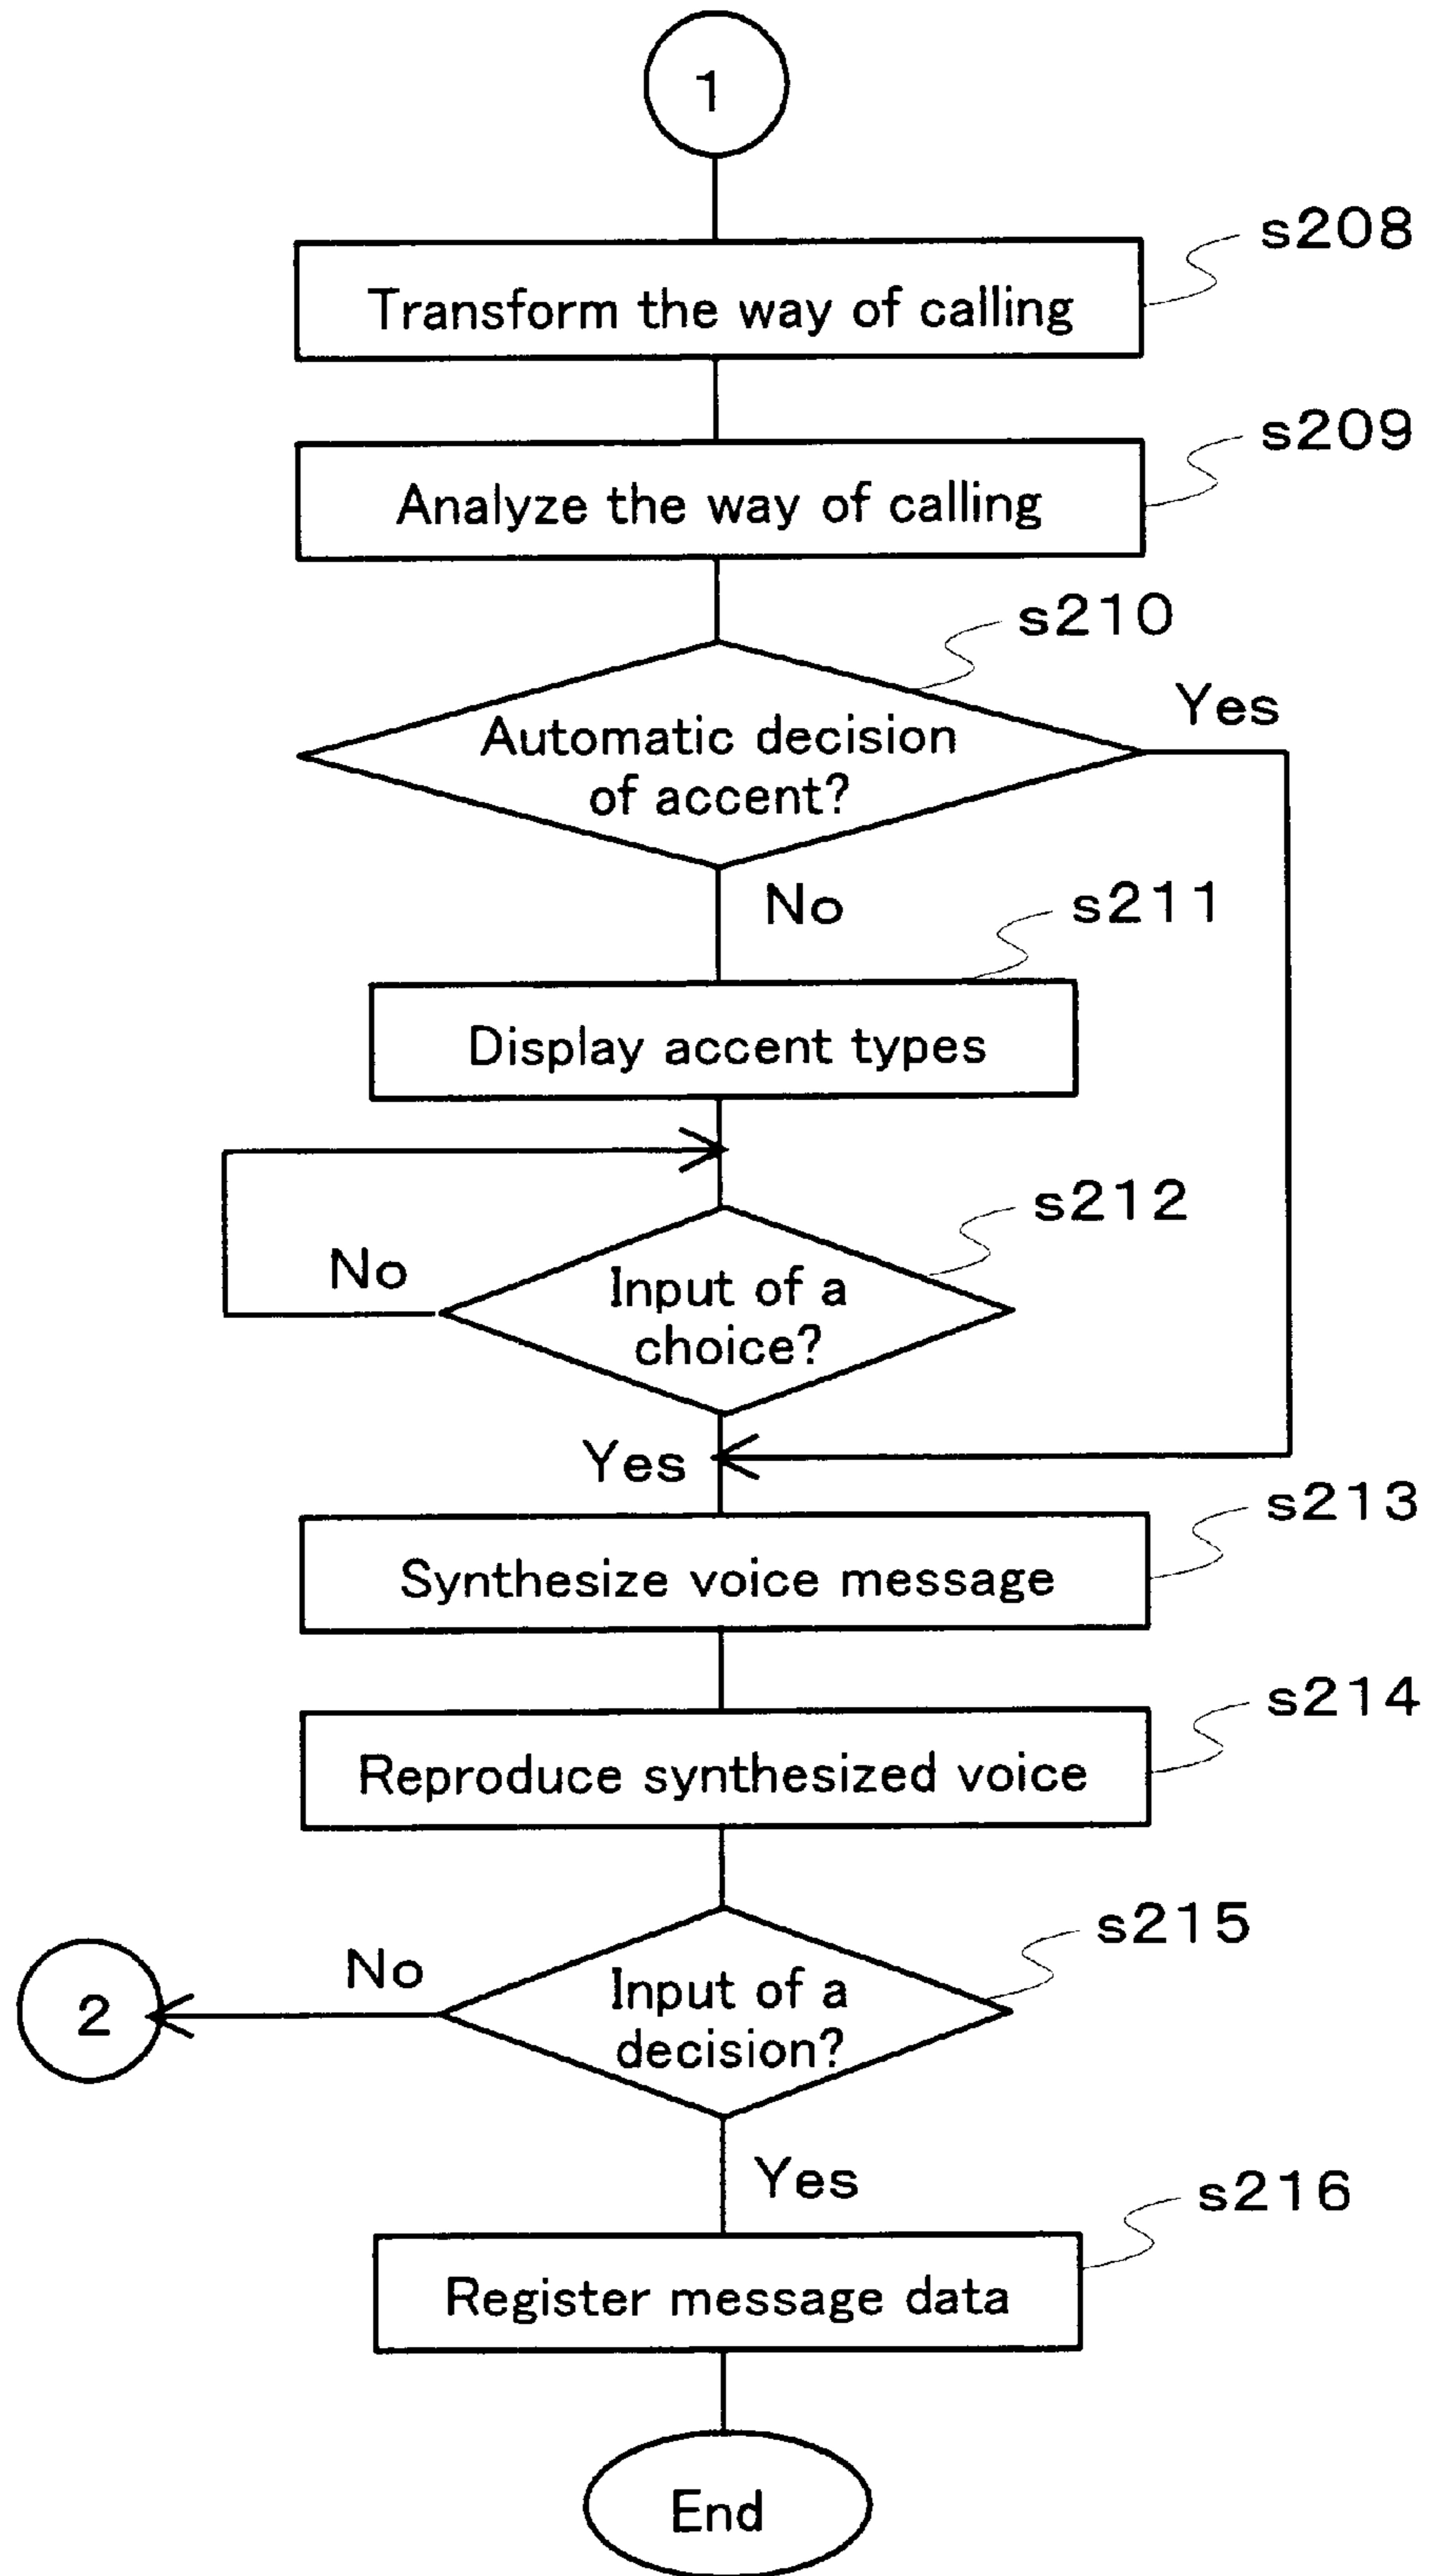 1
s208
Transform the way of calling
s209
Analyze the way of calling
s210
Yes
Automatic decision
of accent?
No
s211
Display accent types
s212
No
Input of a
choice?
Yes
s213
Synthesize voice message
s214
Reproduce synthesized voice
s215
No
Input of a
decision?
2
Yes
s216
Register message data
End